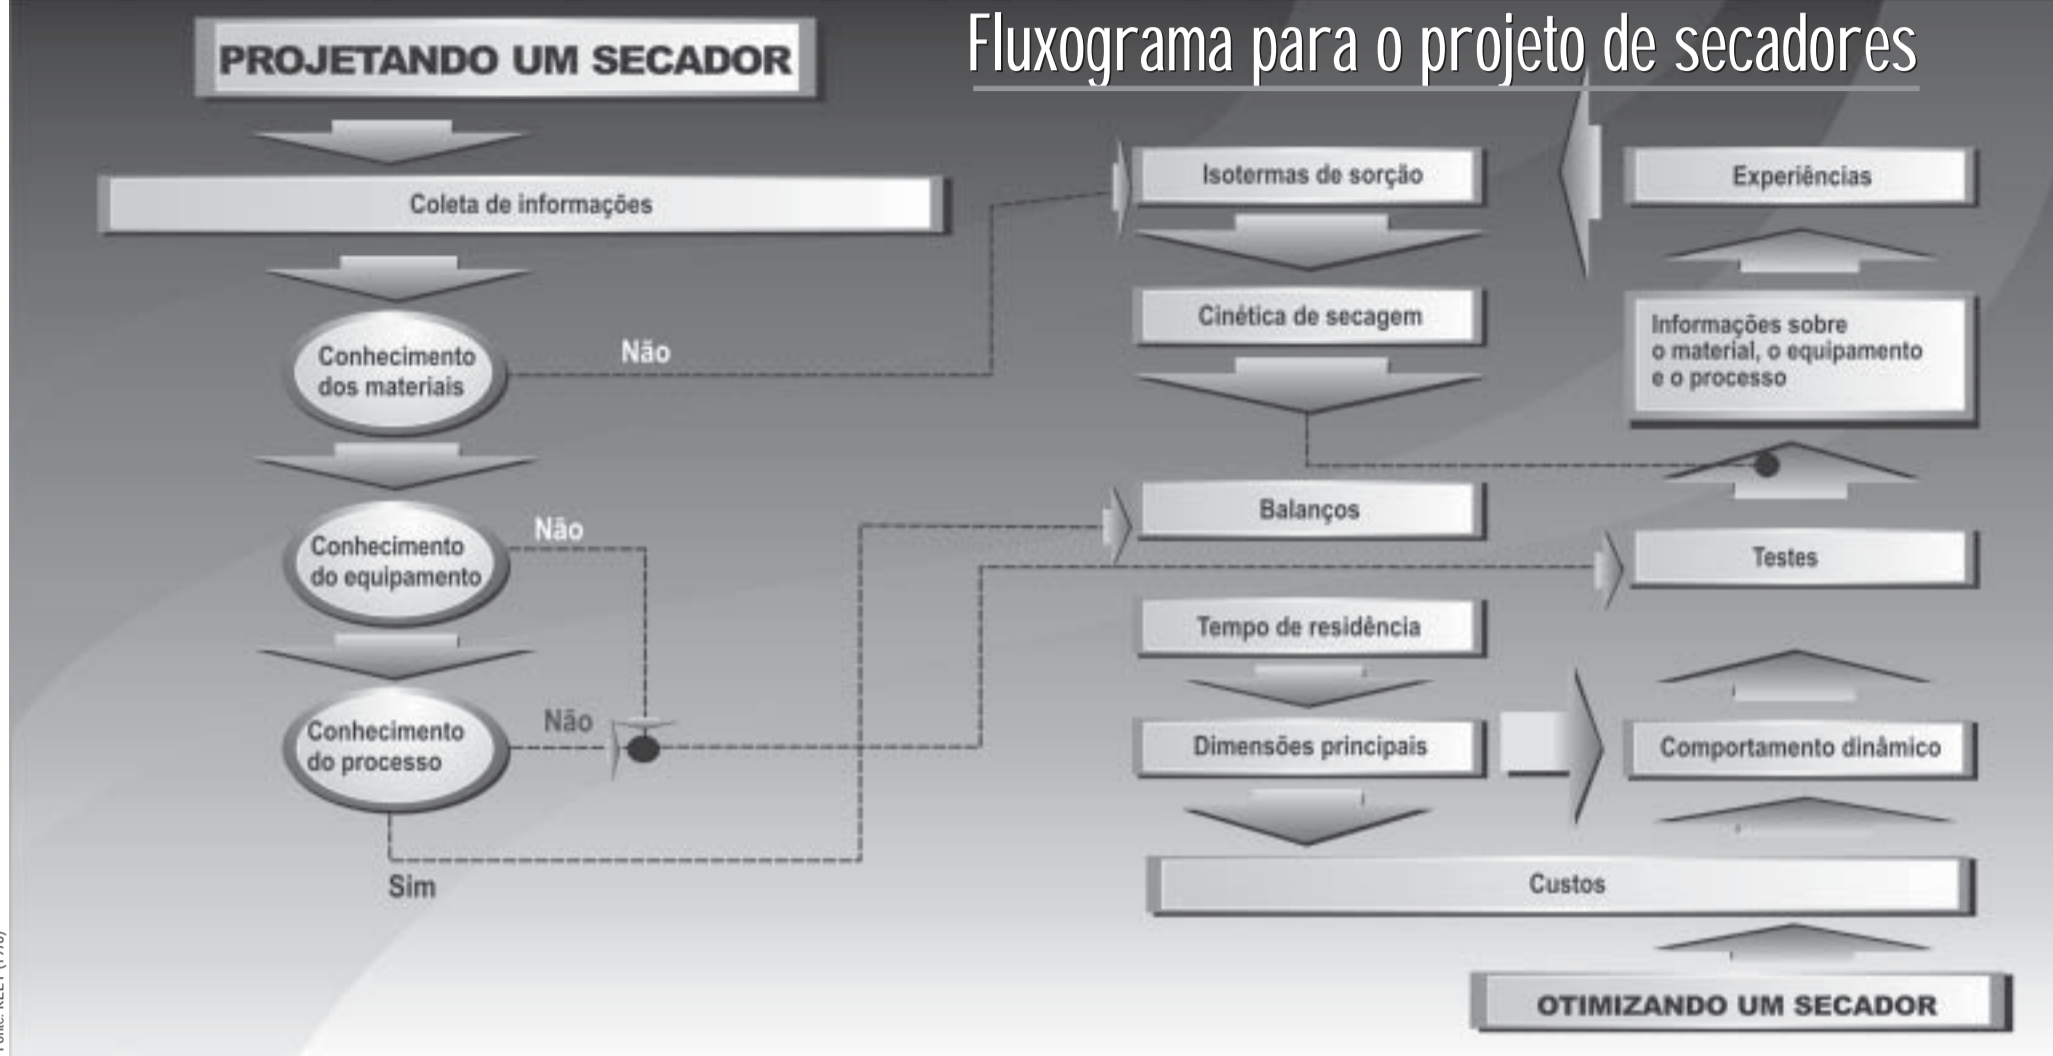 Fluxograma para o projeto de secadores
PROJETANDO UM SECADOR
Coleta de informações
Conhecimento
dos materiais
Não
Conhecimento
do equipamento
Não
Conhecimento
do processo
Não
Sim
Isotermas de sorção
Cinética de secagem
Balanços
Tempo de residência
Dimensões principais
Experiências
Informações sobre
o material, o equipamento
e o processo
Testes
Comportamento dinâmico
Custos
OTIMIZANDO UM SECADOR